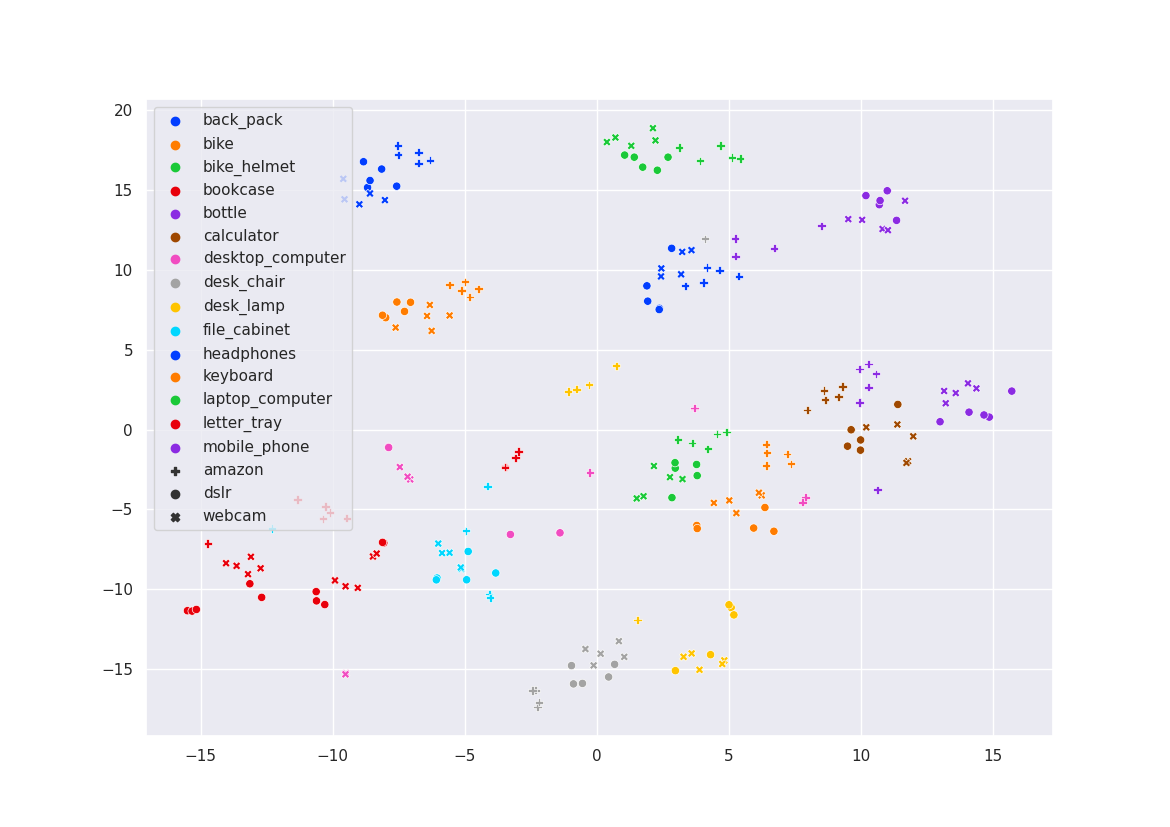 20
15
10
5
0
−5
−10
−15
back_pack
bike
bike_helmet
bookcase
bottle
calculator
desktop_computer
desk_chair
desk_lamp
file_cabinet
headphones
keyboard
laptop_computer
letter_tray
mobile_phone
amazon
dslr
webcam
−15 −10 −5 0 5 10 15